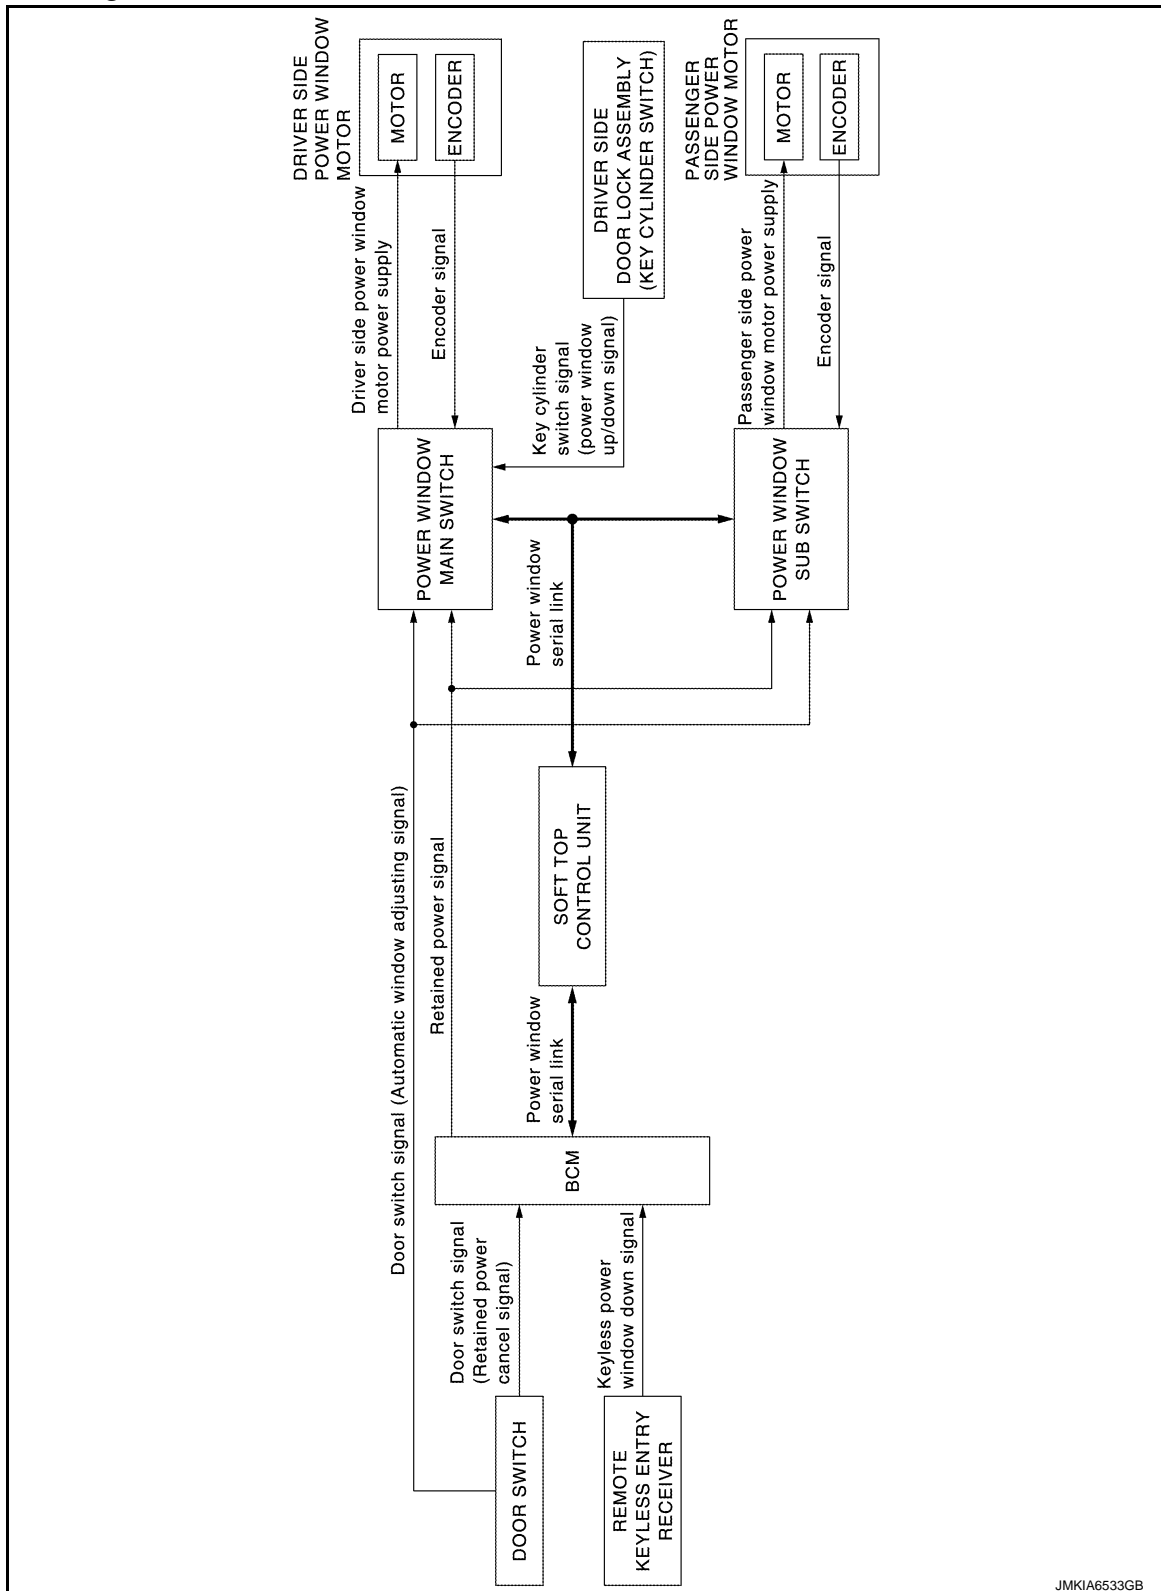 DOOR SWITCH
REMOTE
KEYLESS ENTRY
RECEIVER
Door switch signal
(Retained power
cancel signal)
Keyless power
window down signal
Door switch signal (Automatic window adjusting signal)
Retained power signal
BCM
Power window
serial link
SOFT TOP
CONTROL UNIT
Power window
serial link
POWER WINDOW
MAIN SWITCH
POWER WINDOW
SUB SWITCH
Driver side power window
motor power supply
Encoder signal
Key cylinder
switch signal
(power window
up/down signal)
Passenger side power
window motor power supply
Encoder signal
DRIVER SIDE
POWER WINDOW
MOTOR
MOTOR
ENCODER
DRIVER SIDE
DOOR LOCK ASSEMBLY
(KEY CYLINDER SWITCH)
PASSENGER
SIDE POWER
WINDOW MOTOR
MOTOR
ENCODER
JMKIA6533GB